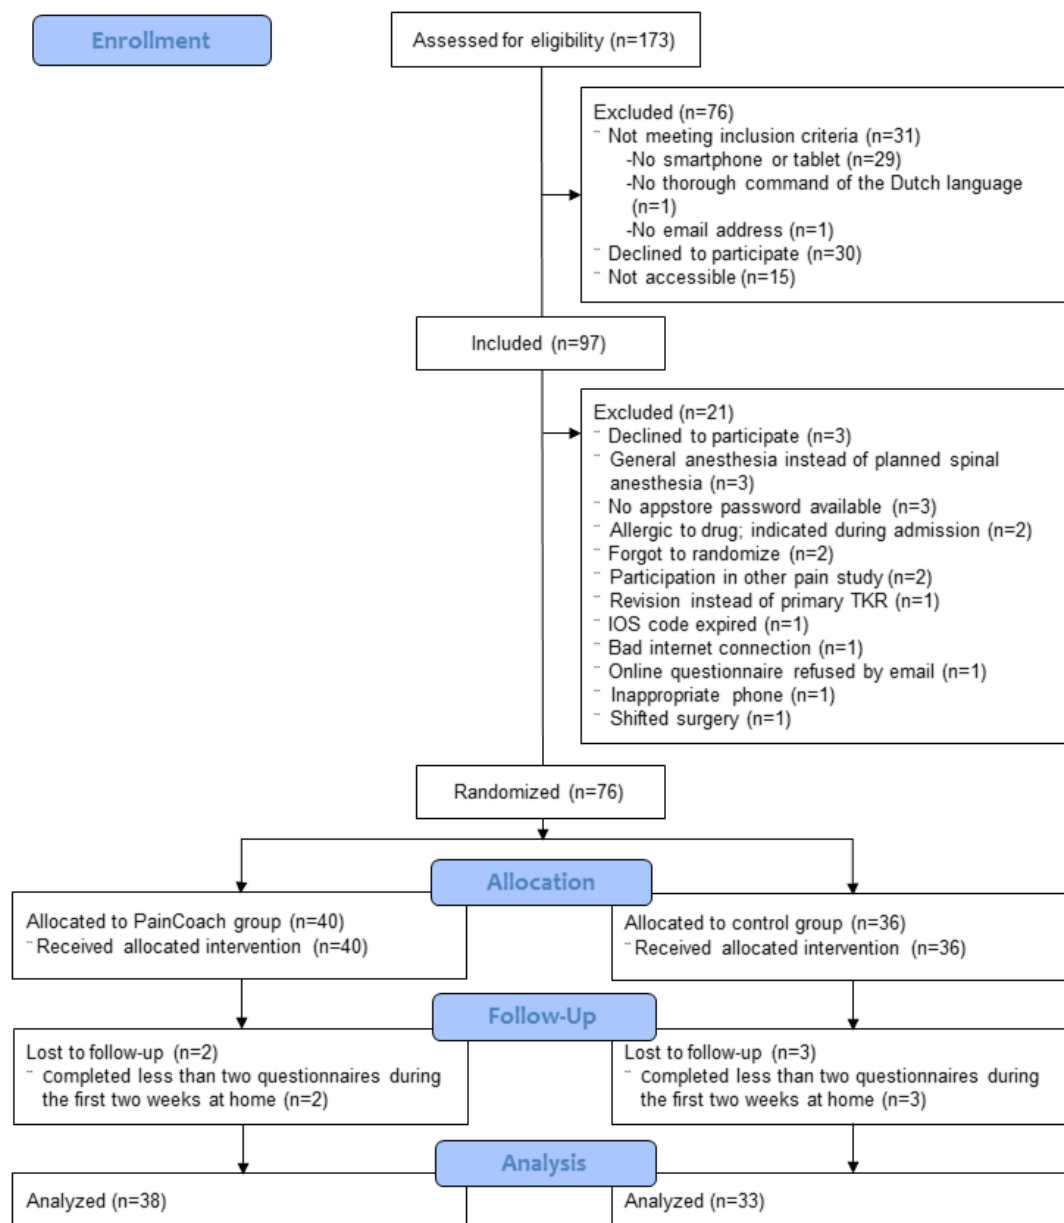 Enrollment
Assessed for eligibility (n=173)
Excluded (n=76)
¨ Not meeting inclusion criteria (n=31)
-No smartphone or tablet (n=29)
-No thorough command of the Dutch language
(n=1)
-No email address (n=1)
¨ Declined to participate (n=30)
¨ Not accessible (n=15)
Included (n=97)
Excluded (n=21)
¨ Declined to participate (n=3)
¨ General anesthesia instead of planned spinal
anesthesia (n=3)
¨ No appstore password available (n=3)
¨ Allergic to drug; indicated during admission (n=2)
¨ Forgot to randomize (n=2)
¨ Participation in other pain study (n=2)
¨ Revision instead of primary TKR (n=1)
¨ IOS code expired (n=1)
¨ Bad internet connection (n=1)
¨ Online questionnaire refused by email (n=1)
¨ Inappropriate phone (n=1)
¨ Shifted surgery (n=1)
Randomized (n=76)
Allocation
Allocated to PainCoach group (n=40)
¨ Received allocated intervention (n=40)
Allocated to control group (n=36)
¨ Received allocated intervention (n=36)
Follow-Up
Lost to follow-up (n=2)
¨ Completed less than two questionnaires during
the first two weeks at home (n=2)
Lost to follow-up (n=3)
¨ Completed less than two questionnaires during
the first two weeks at home (n=3)
Analysis
Analyzed (n=38)
Analyzed (n=33)